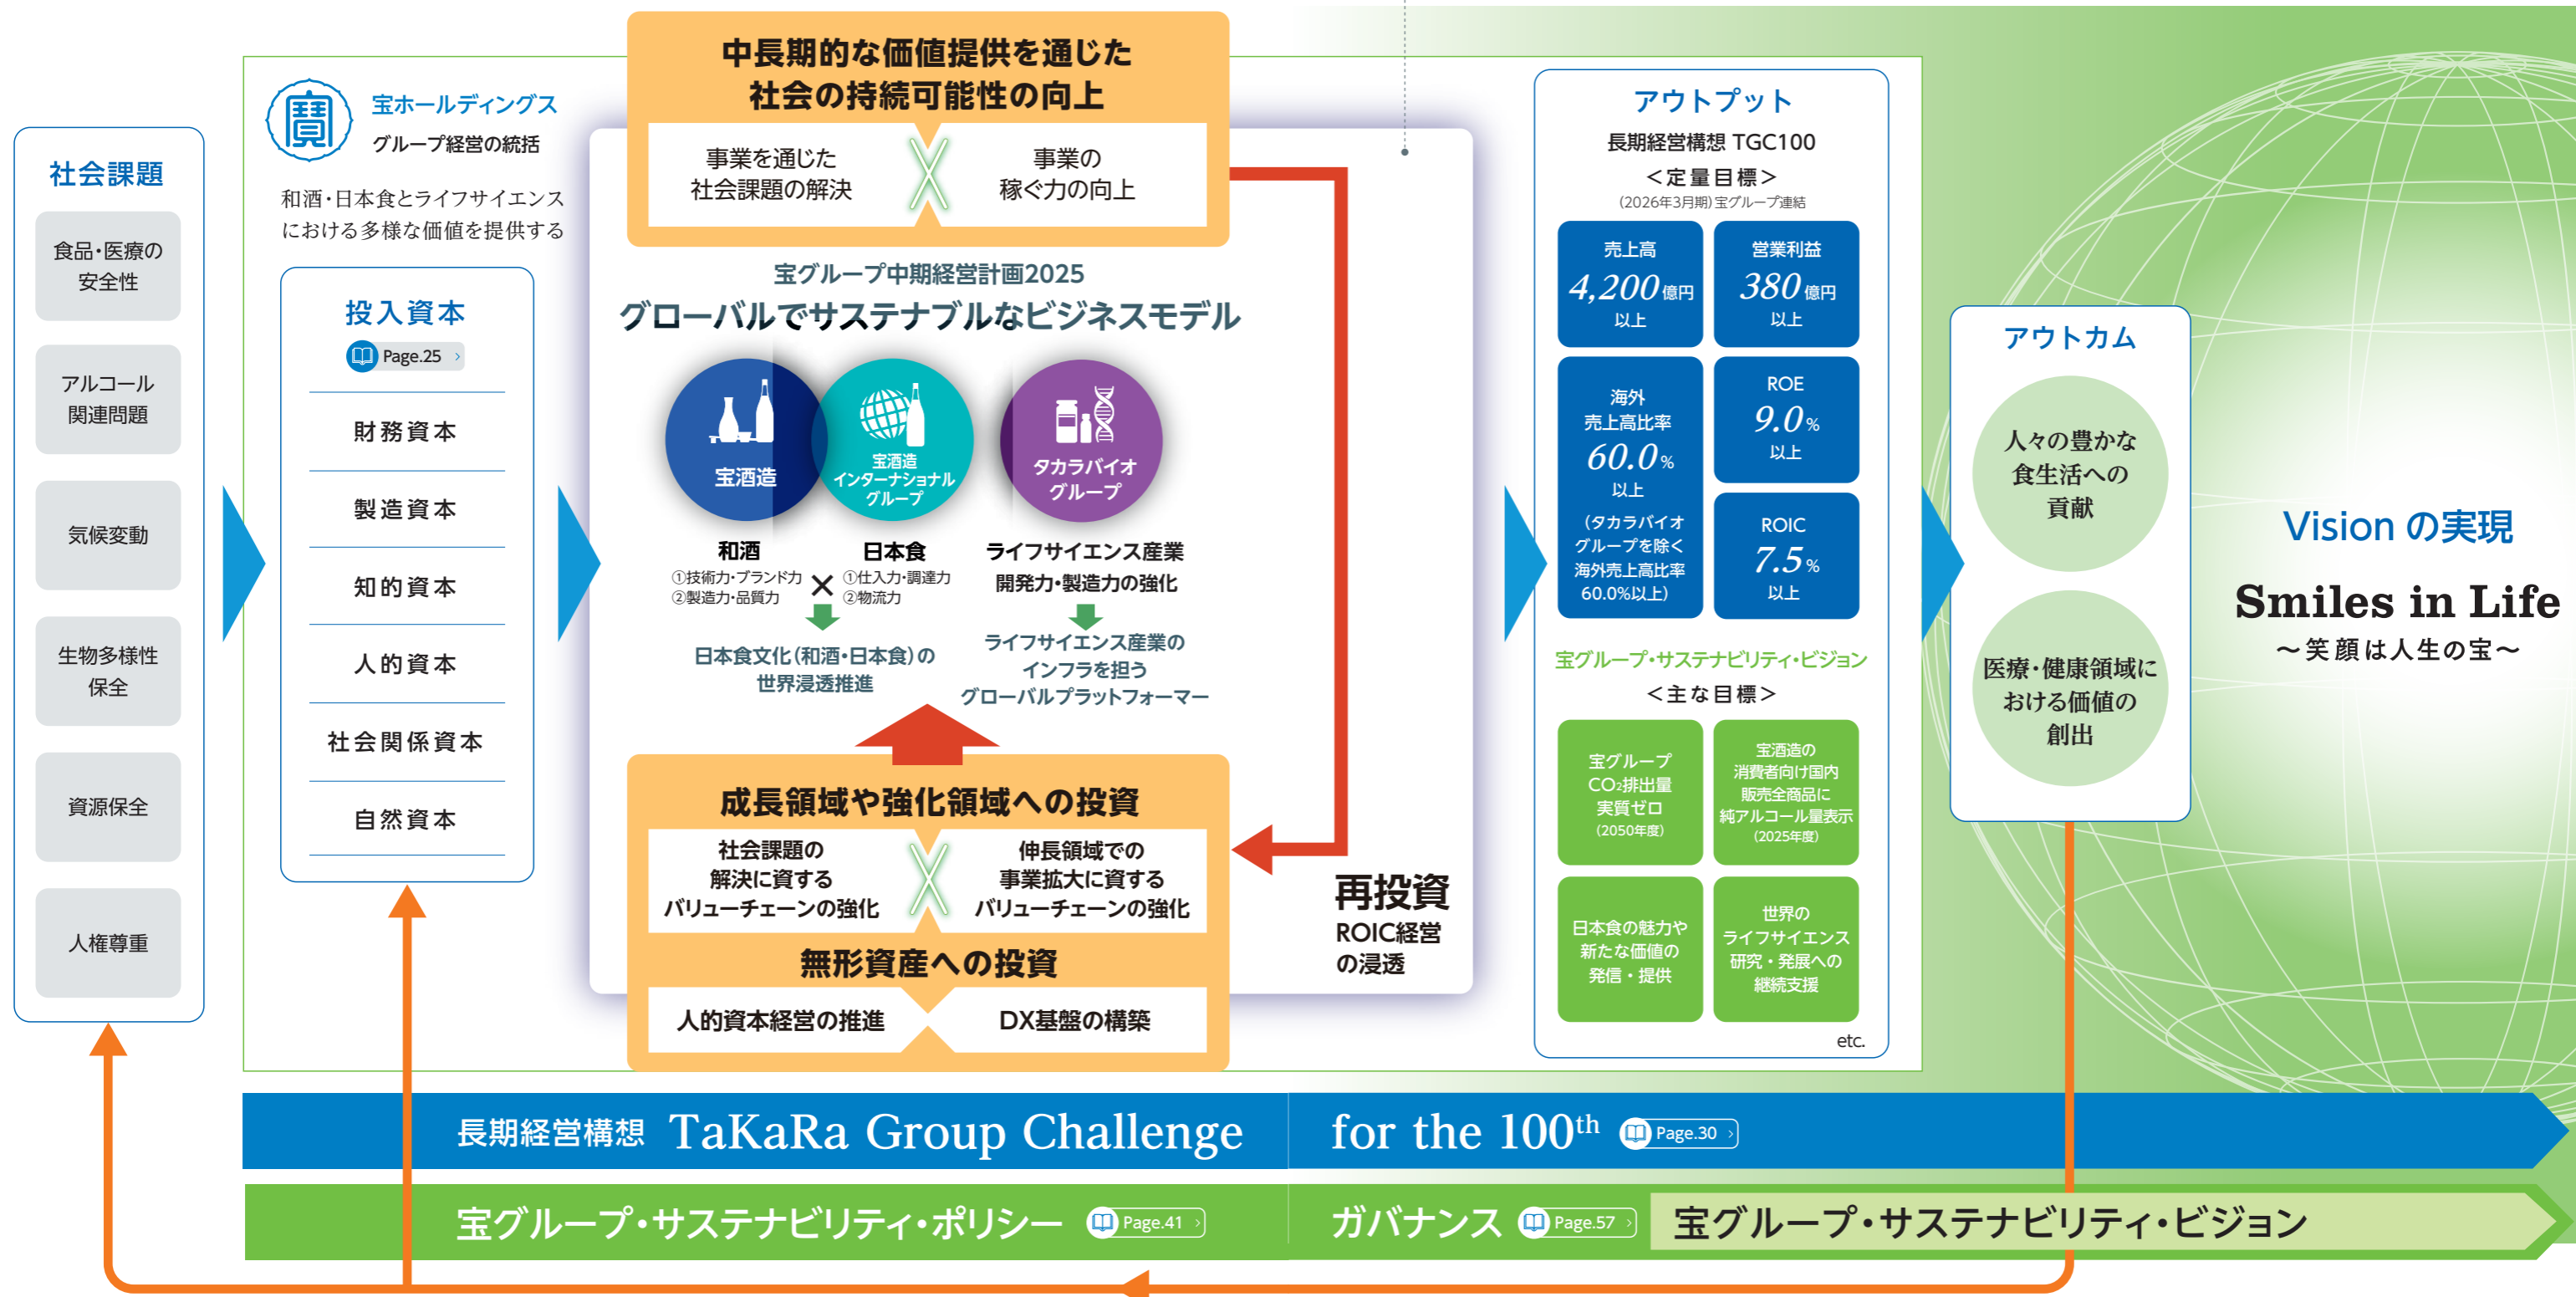 社会課題
食品・医療の
安全性
アルコール
関連問題
気候変動
生物多様性
保全
資源保全
人権尊重
寶
宝ホールディングス
グループ経営の統括
和酒・日本食とライフサイエンス
における多様な価値を提供する
投入資本
Page.25
財務資本
製造資本
知的資本
人的資本
社会関係資本
自然資本
中長期的な価値提供を通じた
社会の持続可能性の向上
事業を通じた
社会課題の解決
X
事業の
稼ぐ力の向上
宝グループ中期経営計画2025
グローバルでサステナブルなビジネスモデル
宝酒造
宝酒造
インターナショナル
グループ
タカラバイオ
グループ
和酒
①技術力・ブランド力
②製造力・品質力
×
日本食
①仕入力・調達力
②物流力
日本食文化（和酒・日本食）の
世界浸透推進
ライフサイエンス産業
開発力・製造力の強化
ライフサイエンス産業の
インフラを担う
グローバルプラットフォーマー
成長領域や強化領域への投資
社会課題の
解決に資する
バリューチェーンの強化
X
伸長領域での
事業拡大に資する
バリューチェーンの強化
無形資産への投資
人的資本経営の推進
DX基盤の構築
再投資
ROIC経営
の浸透
アウトプット
長期経営構想 TGC100
＜定量目標＞
（2026年3月期）宝グループ連結
売上高
4,200億円
以上
営業利益
380億円
以上
海外
売上高比率
60.0%
以上
（タカラバイオ
グループを除く
海外売上高比率
60.0%以上）
ROE
9.0%
以上
ROIC
7.5%
以上
宝グループ・サステナビリティ・ビジョン
＜主な目標＞
宝グループ
CO₂排出量
実質ゼロ
（2050年度）
宝酒造の
消費者向け国内
販売全商品に
純アルコール量表示
（2025年度）
日本食の魅力や
新たな価値の
発信・提供
世界の
ライフサイエンス
研究・発展への
継続支援
etc.
アウトカム
人々の豊かな
食生活への
貢献
医療・健康領域に
おける価値の
創出
Vision の実現
Smiles in Life
～笑顔は人生の宝～
長期経営構想 TaKaRa Group Challenge for the 100th Page.30
宝グループ・サステナビリティ・ポリシー Page.41
ガバナンス Page.57
宝グループ・サステナビリティ・ビジョン